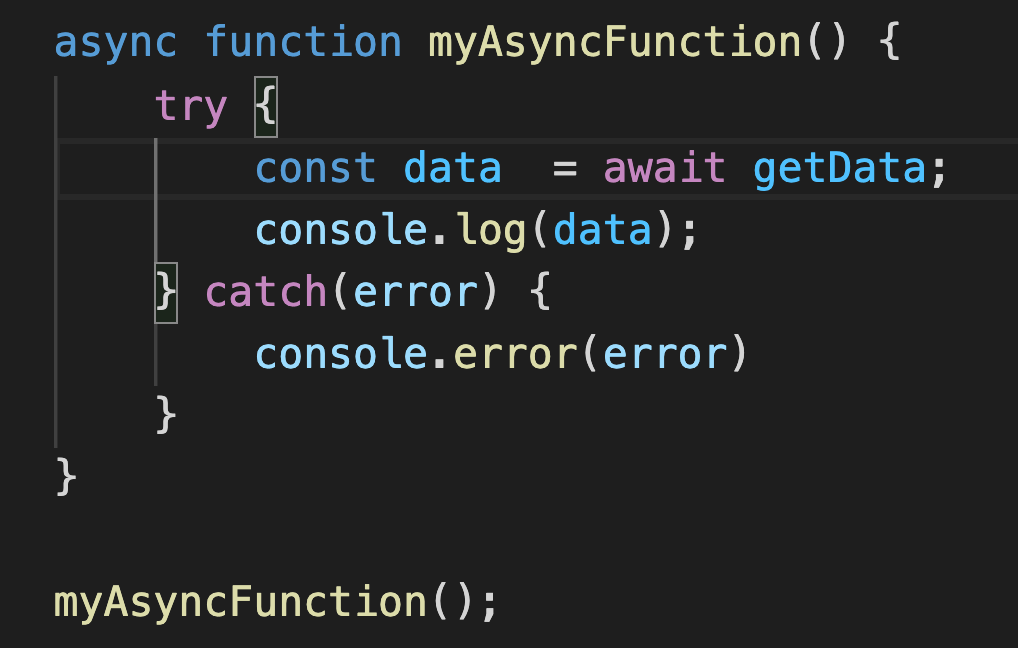 async function myAsyncFunction() {
    try {
        const data  = await getData;
        console.log(data);
    } catch(error) {
        console.error(error)
    }
}

myAsyncFunction();